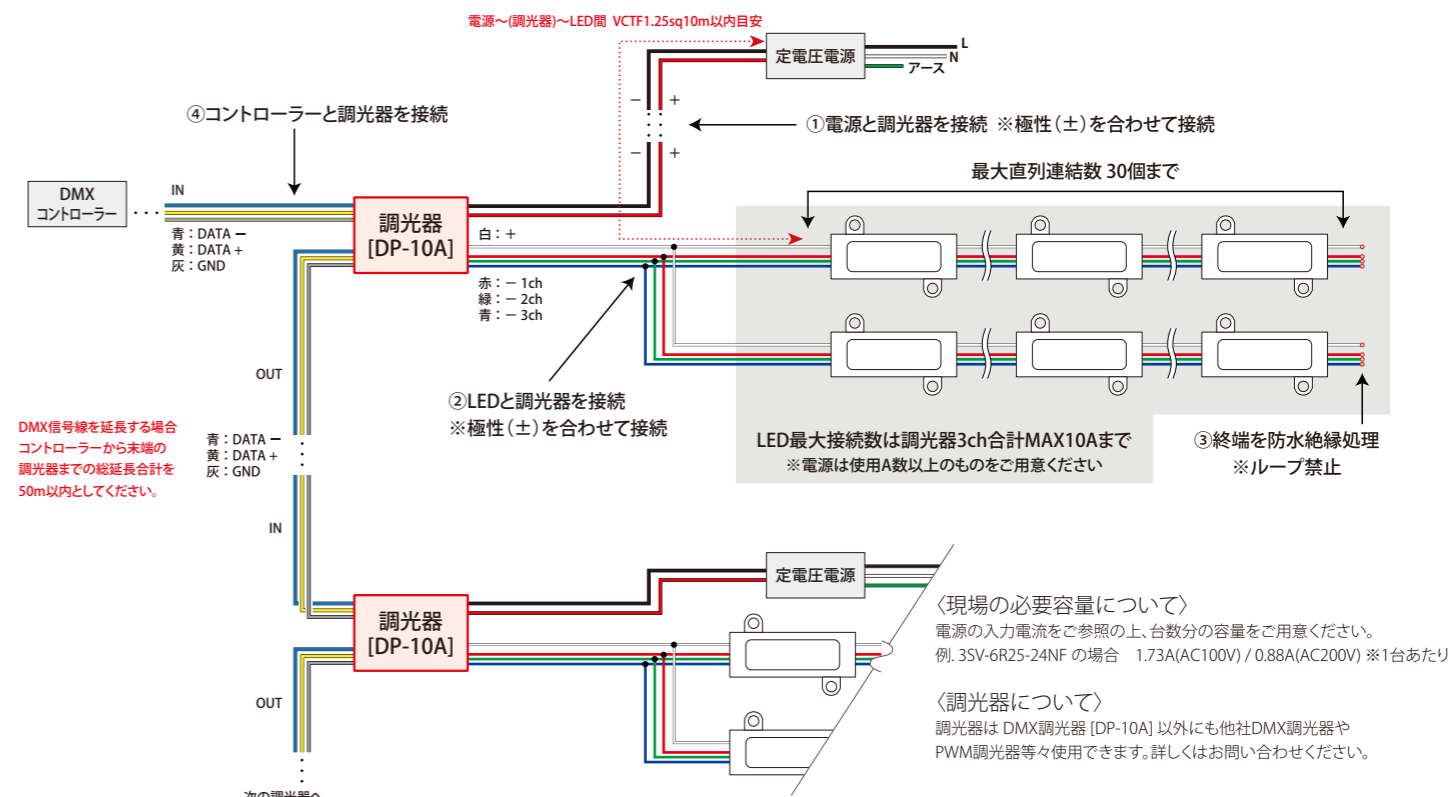 電源～(調光器)～LED間 VCTF1.25sq10m以内目安
定電圧電源
L
N
アース
④コントローラーと調光器を接続
－ ＋
①電源と調光器を接続 ※極性（±）を合わせて接続
－ ＋
最大直列連結数 30個まで
DMX
コントローラー
IN
調光器
[DP-10A]
青：DATA －
黄：DATA +
灰：GND
白：＋
赤：－ 1ch
緑：－ 2ch
青：－ 3ch
OUT
②LEDと調光器を接続
※極性（±）を合わせて接続
LED最大接続数は調光器3ch合計MAX10Aまで
※電源は使用A数以上のものをご用意ください
③終端を防水絶縁処理
※ループ禁止
DMX信号線を延長する場合
コントローラーから末端の
調光器までの総延長合計を
50m以内としてください。
青：DATA －
黄：DATA +
灰：GND
IN
定電圧電源
調光器
[DP-10A]
〈現場の必要容量について〉
電源の入力電流をご参照の上、台数分の容量をご用意ください。
例. 3SV-6R25-24NF の場合　1.73A(AC100V) / 0.88A(AC200V) ※1台あたり
OUT
〈調光器について〉
調光器は DMX調光器 [DP-10A] 以外にも他社DMX調光器や
PWM調光器等々使用できます。詳しくはお問い合わせください。
次の調光器へ